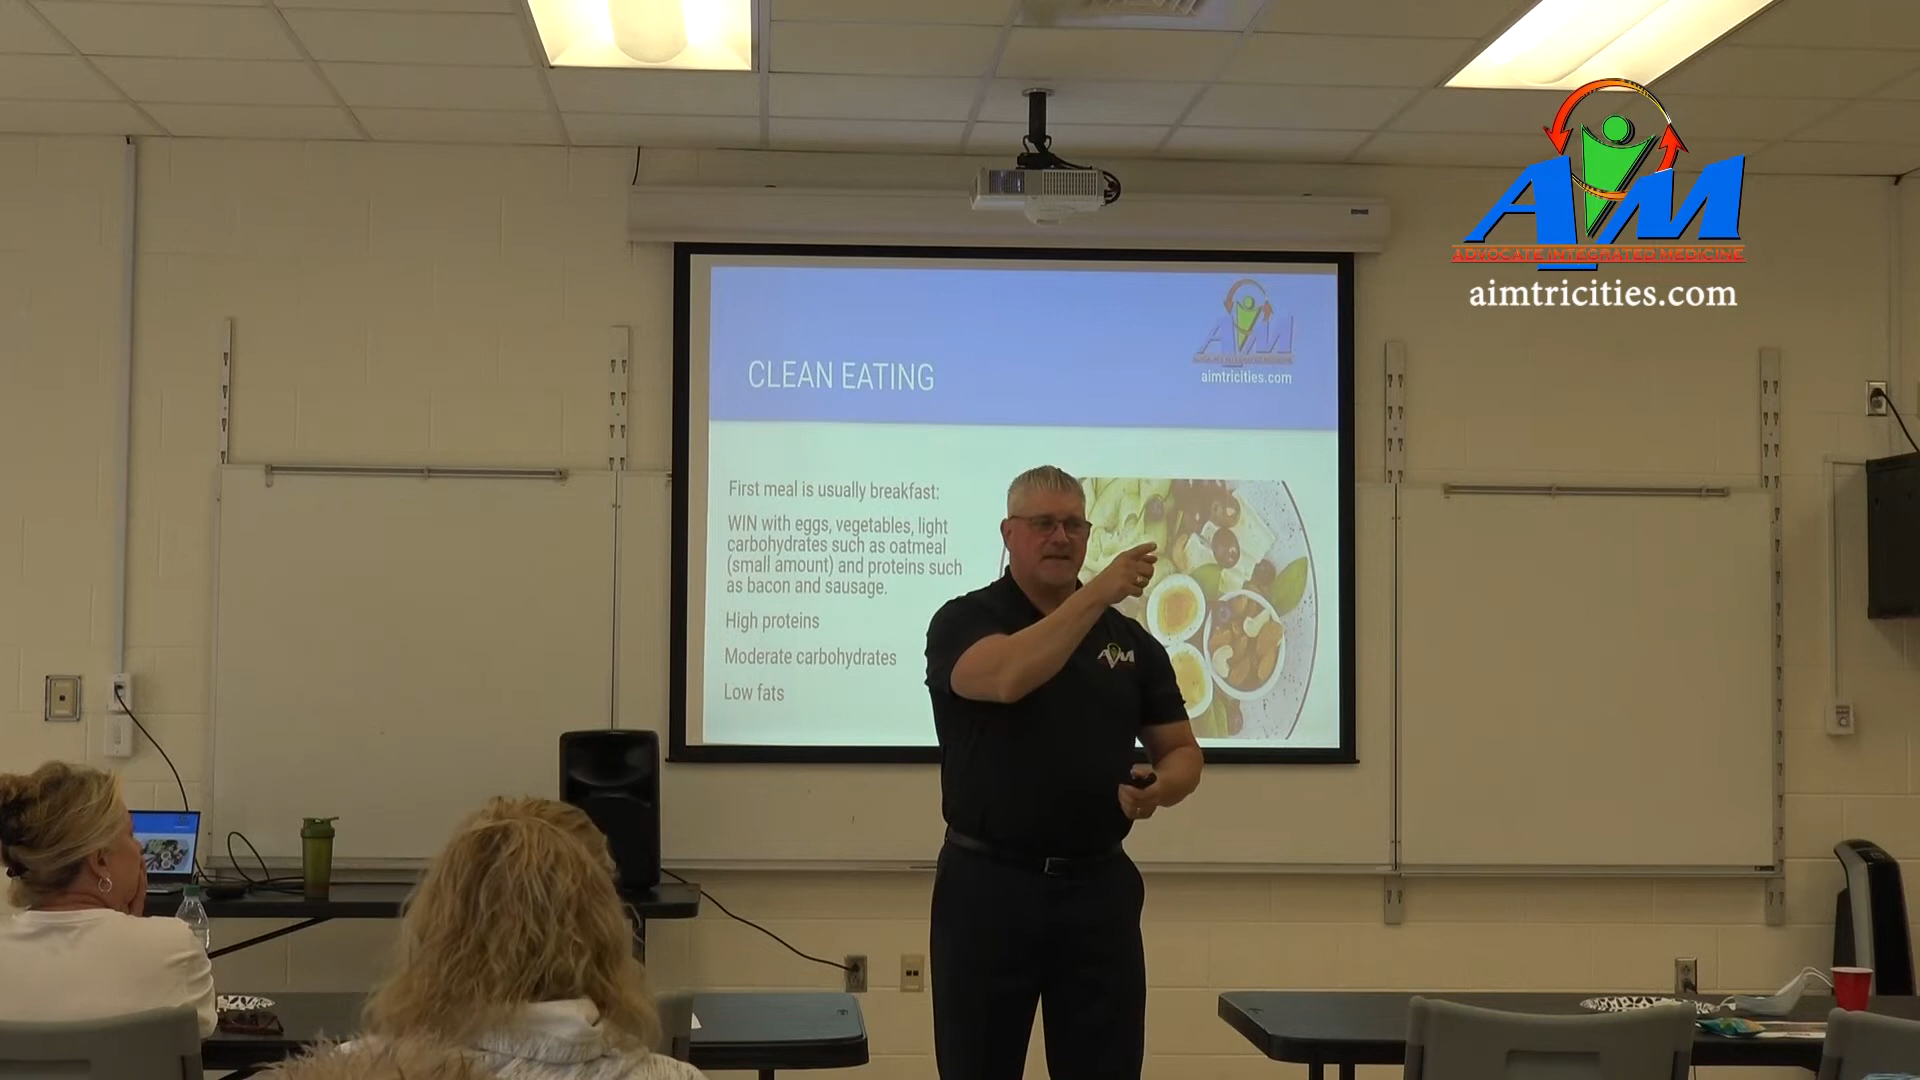 AIM
ADVOCATE INTEGRATED MEDICINE
aimtricities.com
AIM
aimtricities.com
CLEAN EATING
First meal is usually breakfast:
WIN with eggs, vegetables, light
carbohydrates such as oatmeal
(small amount) and proteins such
as bacon and sausage.
High proteins
Moderate carbohydrates
Low fats
AIM